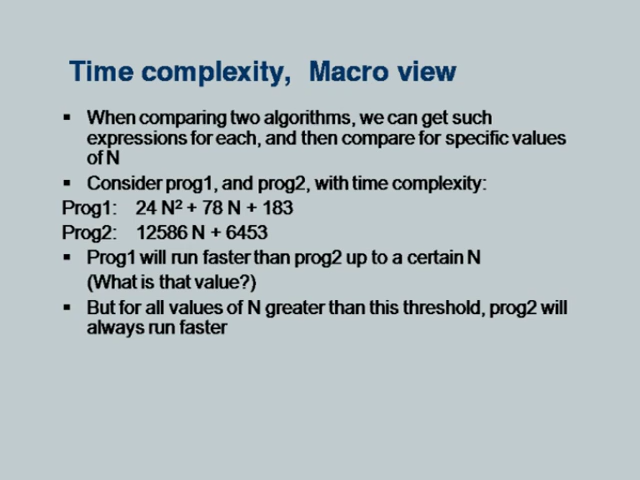 Time complexity,  Macro view
▪ When comparing two algorithms, we can get such
expressions for each, and then compare for specific values
of N
▪ Consider prog1, and prog2, with time complexity:
Prog1:   24 N² + 78 N + 183
Prog2:   12586 N + 6453
▪ Prog1 will run faster than prog2 up to a certain N
(What is that value?)
▪ But for all values of N greater than this threshold, prog2 will
always run faster